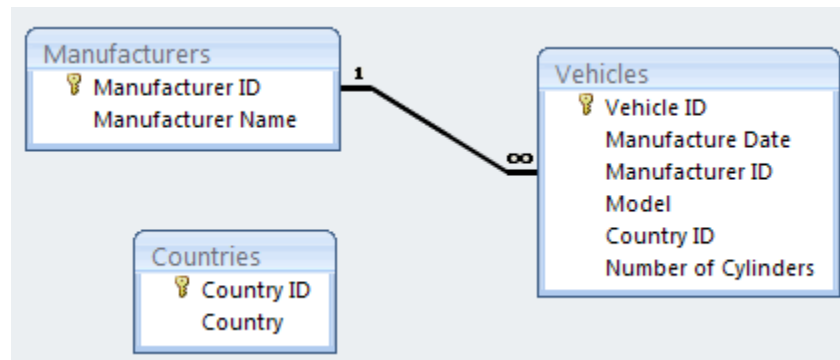 Manufacturers
Manufacturer ID
Manufacturer Name
1
∞
Vehicles
Vehicle ID
Manufacture Date
Manufacturer ID
Model
Country ID
Number of Cylinders
Countries
Country ID
Country